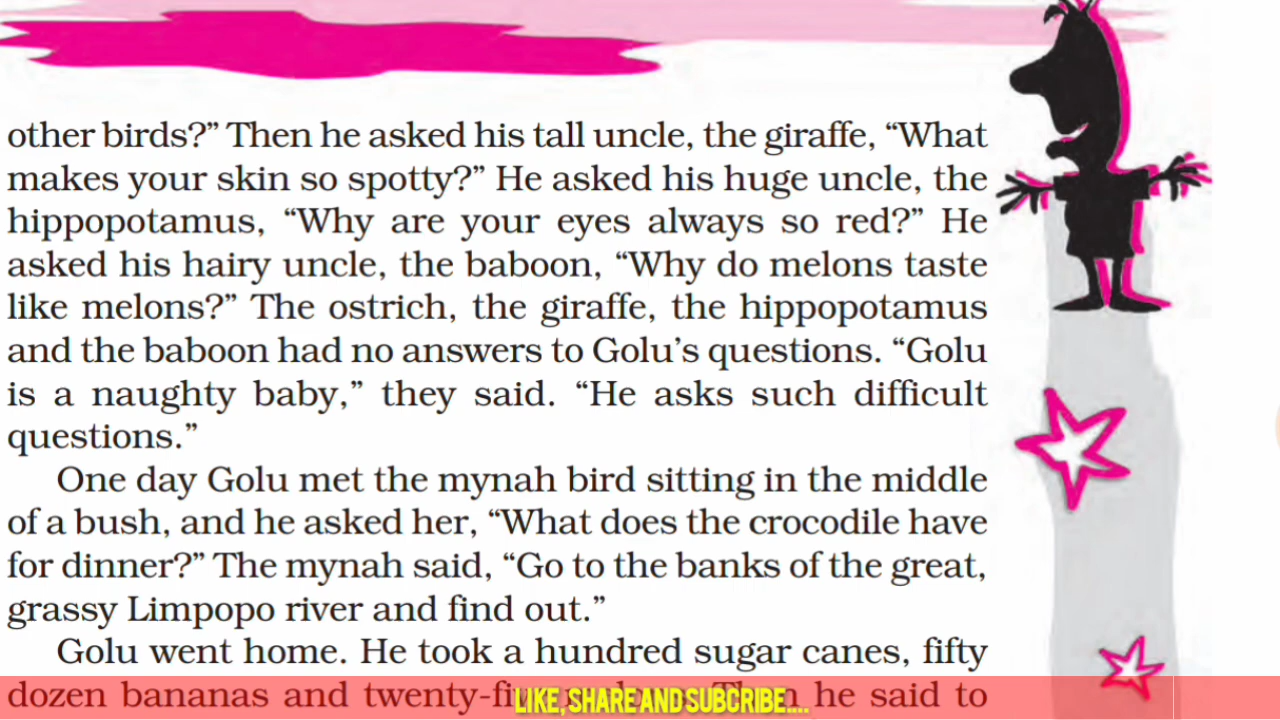 other birds?” Then he asked his tall uncle, the giraffe, “What
makes your skin so spotty?” He asked his huge uncle, the
hippopotamus, “Why are your eyes always so red?” He
asked his hairy uncle, the baboon, “Why do melons taste
like melons?” The ostrich, the giraffe, the hippopotamus
and the baboon had no answers to Golu’s questions. “Golu
is a naughty baby,” they said. “He asks such difficult
questions.”
One day Golu met the mynah bird sitting in the middle
of a bush, and he asked her, “What does the crocodile have
for dinner?” The mynah said, “Go to the banks of the great,
grassy Limpopo river and find out.”
Golu went home. He took a hundred sugar canes, fifty
dozen bananas and he said to
LIKE, SHARE AND SUBCRIBE....